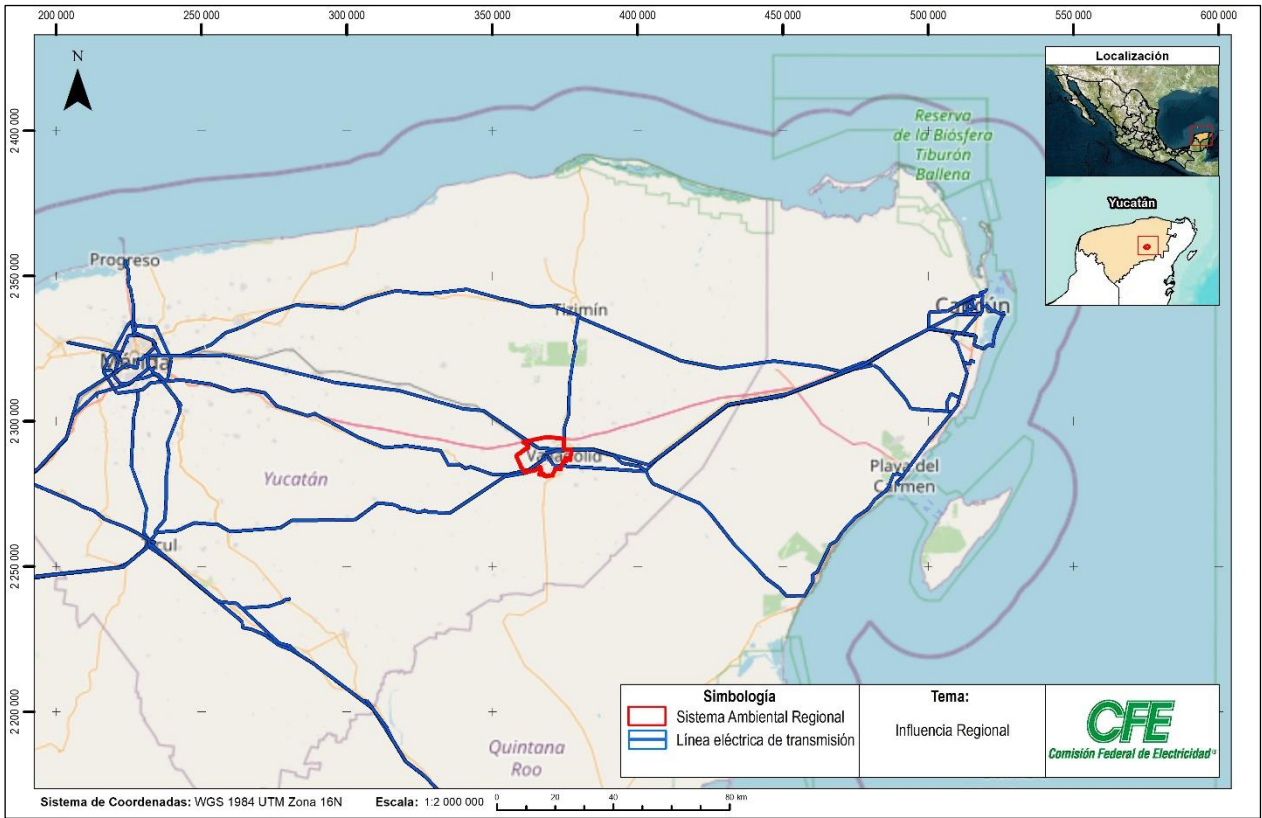 200 000
250 000
300 000
350 000
400 000
450 000
500 000
550 000
600 000
N
2 400 000
2 350 000
2 300 000
2 250 000
2 200 000
Localización
Yucatán
Reserva
de la Biósfera
Tiburón
Ballena
Progreso
Tizimín
Cancún
Mérida
Valladolid
Yucatán
Playa del
Carmen
Quintana
Roo
Simbología
Sistema Ambiental Regional
Línea eléctrica de transmisión
Tema:
Influencia Regional
CFE
Comisión Federal de Electricidad
Sistema de Coordenadas: WGS 1984 UTM Zona 16N
Escala: 1:2 000 000
0 20 40 80 km